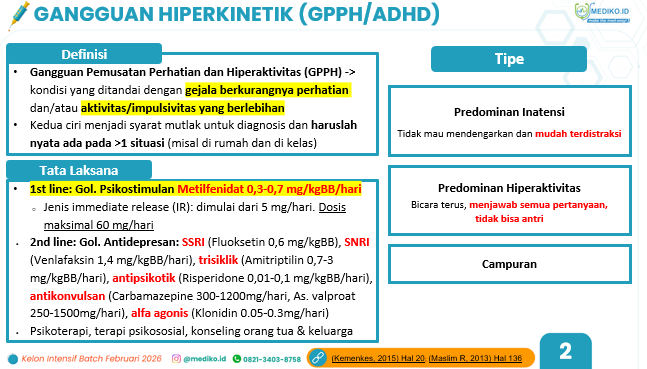 GANGGUAN HIPERKINETIK (GPPH/ADHD)
MEDIKO.ID
Definisi
• Gangguan Pemusatan Perhatian dan Hiperaktivitas (GPPH) ->
kondisi yang ditandai dengan gejala berkurangnya perhatian
dan/atau aktivitas/impulsivitas yang berlebihan
• Kedua ciri menjadi syarat mutlak untuk diagnosis dan haruslah
nyata ada pada >1 situasi (misal di rumah dan di kelas)
Tata Laksana
• 1st line: Gol. Psikostimulan Metilfenidat 0,3-0,7 mg/kgBB/hari
o Jenis immediate release (IR): dimulai dari 5 mg/hari. Dosis
maksimal 60 mg/hari
• 2nd line: Gol. Antidepresan: SSRI (Fluoksetin 0,6 mg/kgBB), SNRI
(Venlafaksin 1,4 mg/kgBB/hari), trisiklik (Amitriptilin 0,7-3
mg/kgBB/hari), antipsikotik (Risperidone 0,01-0,1 mg/kgBB/hari),
antikonvulsan (Carbamazepine 300-1200mg/hari, As. valproat
250-1500mg/hari), alfa agonis (Klonidin 0.05-0.3mg/hari)
• Psikoterapi, terapi psikososial, konseling orang tua & keluarga
Tipe
Predominan Inatensi
Tidak mau mendengarkan dan mudah terdistraksi
Predominan Hiperaktivitas
Bicara terus, menjawab semua pertanyaan,
tidak bisa antri
Campuran
Kelon Intensif Batch Februari 2026
@mediko.id
0821-3403-8758
(Kemenkes, 2015) Hal 20. (Maslim R, 2013) Hal 136
2